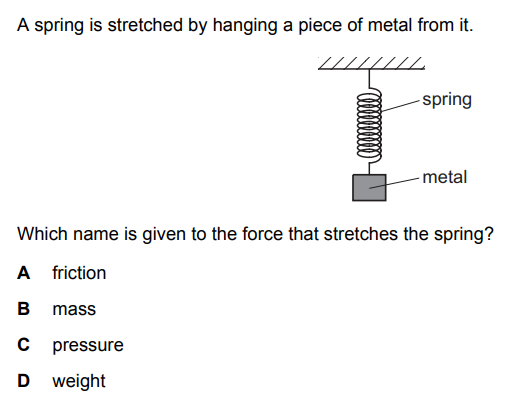 A spring is stretched by hanging a piece of metal from it.
spring
metal
Which name is given to the force that stretches the spring?
A friction
B mass
C pressure
D weight